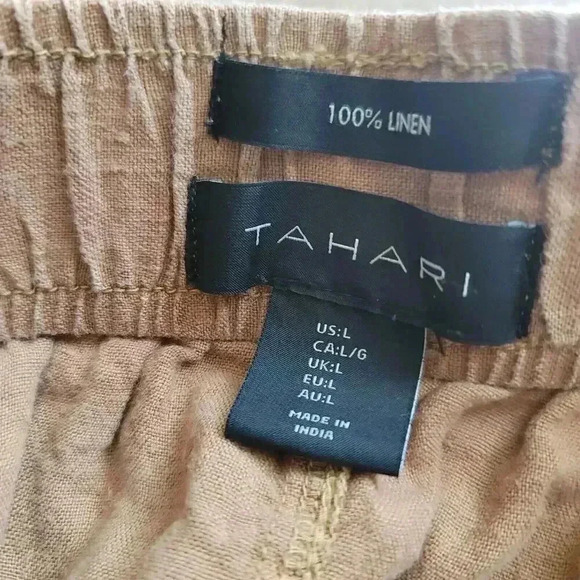 100% LINEN
TAHARI
US:L
CA:L/G
UK:L
EU:L
AU:L
MADE IN
INDIA